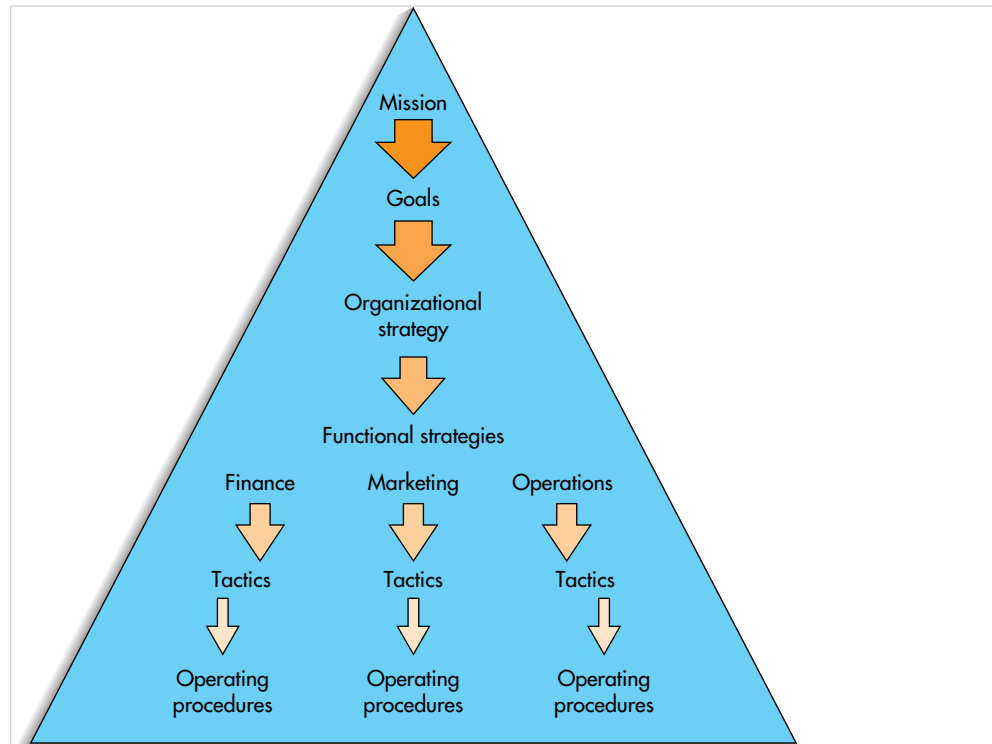 Mission
Goals
Organizational
strategy
Functional strategies
Finance Marketing Operations
Tactics Tactics Tactics
Operating Operating Operating
procedures procedures procedures